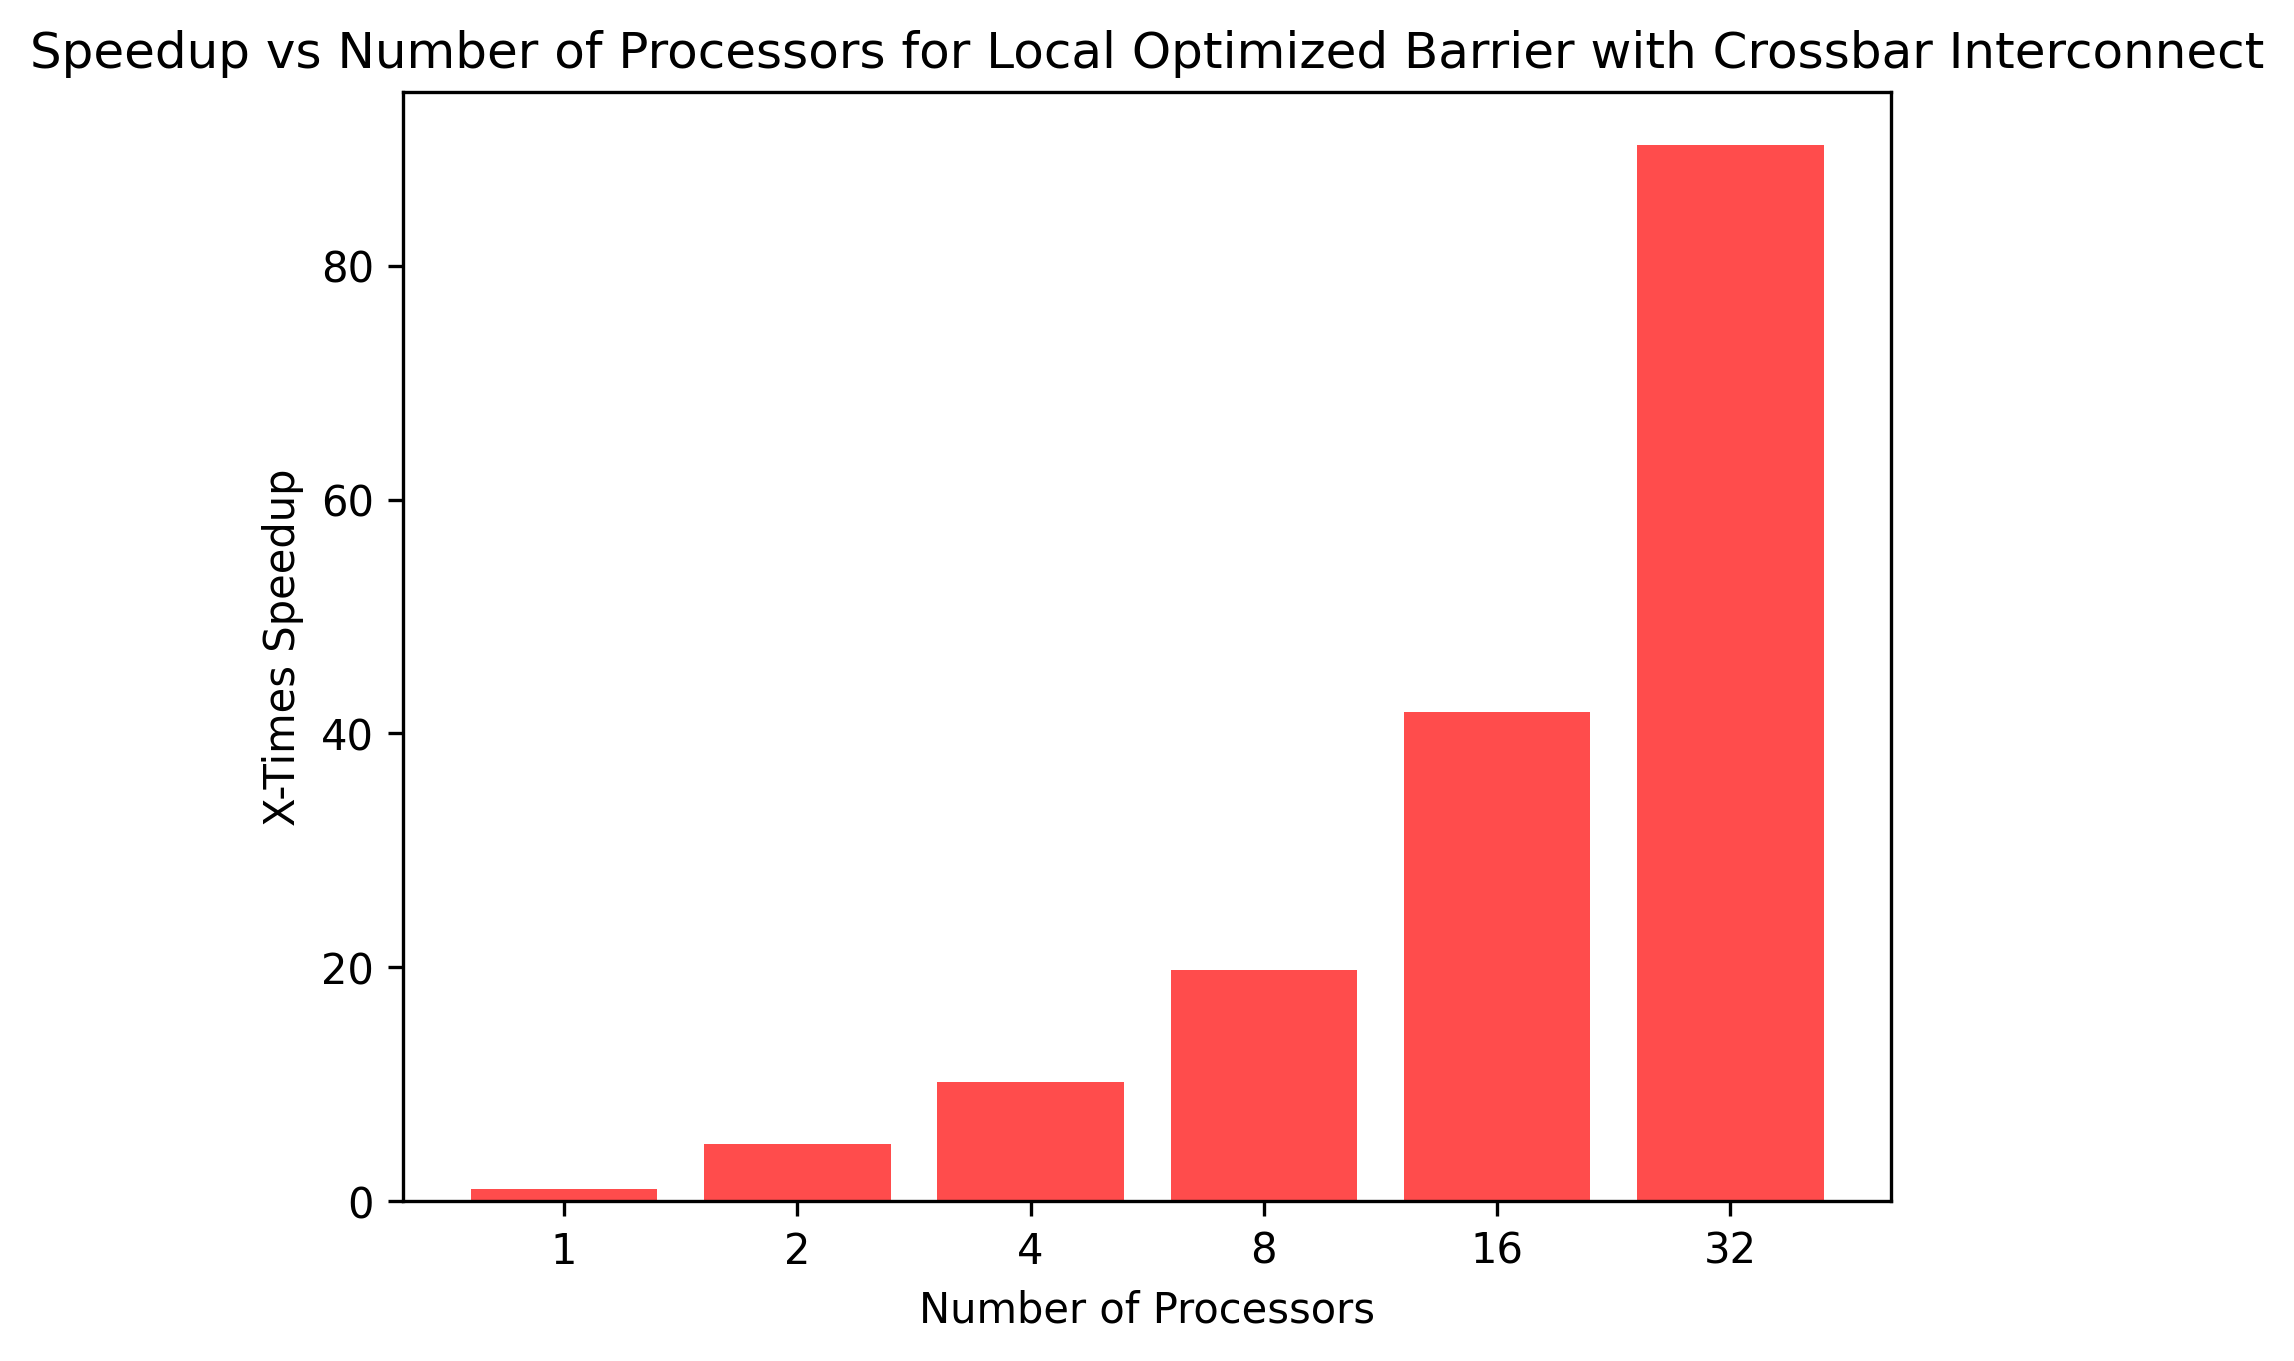 Speedup vs Number of Processors for Local Optimized Barrier with Crossbar Interconnect
80
60
40
20
0
X-Times Speedup
1 2 4 8 16 32
Number of Processors